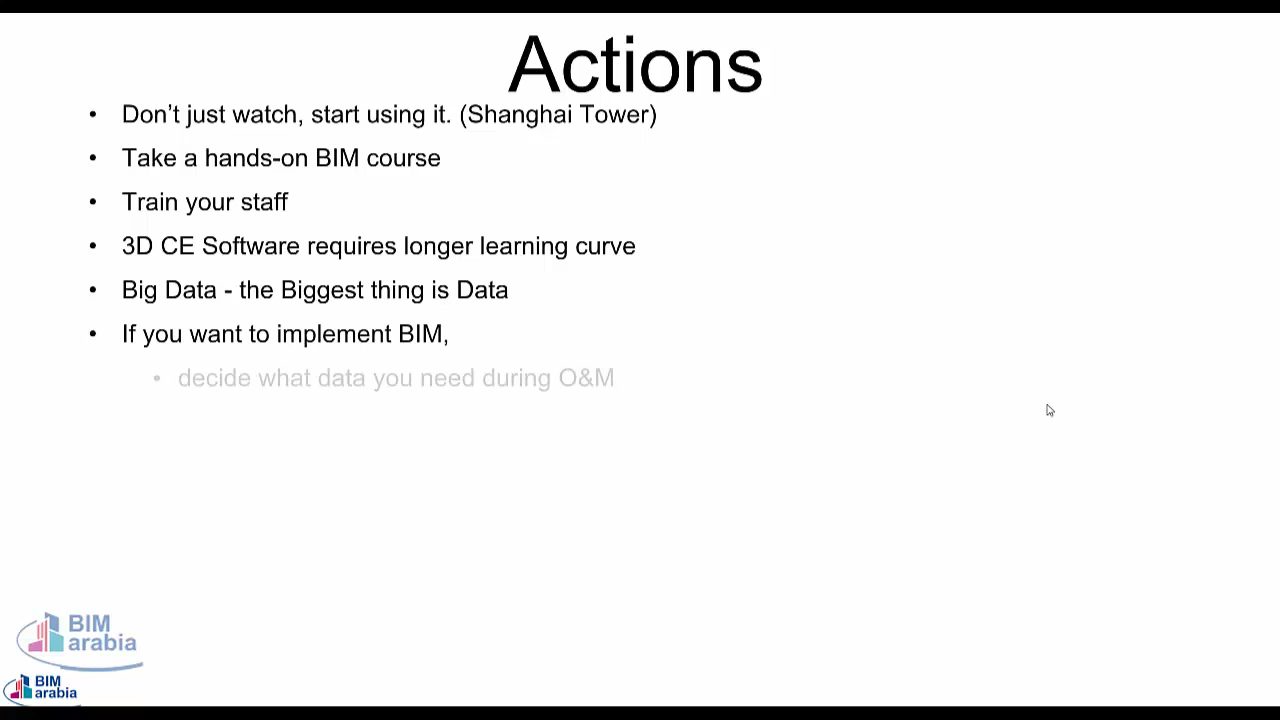 Actions
• Don’t just watch, start using it. (Shanghai Tower)
• Take a hands-on BIM course
• Train your staff
• 3D CE Software requires longer learning curve
• Big Data - the Biggest thing is Data
• If you want to implement BIM,
• decide what data you need during O&M
BIM
arabia
BIM
arabia